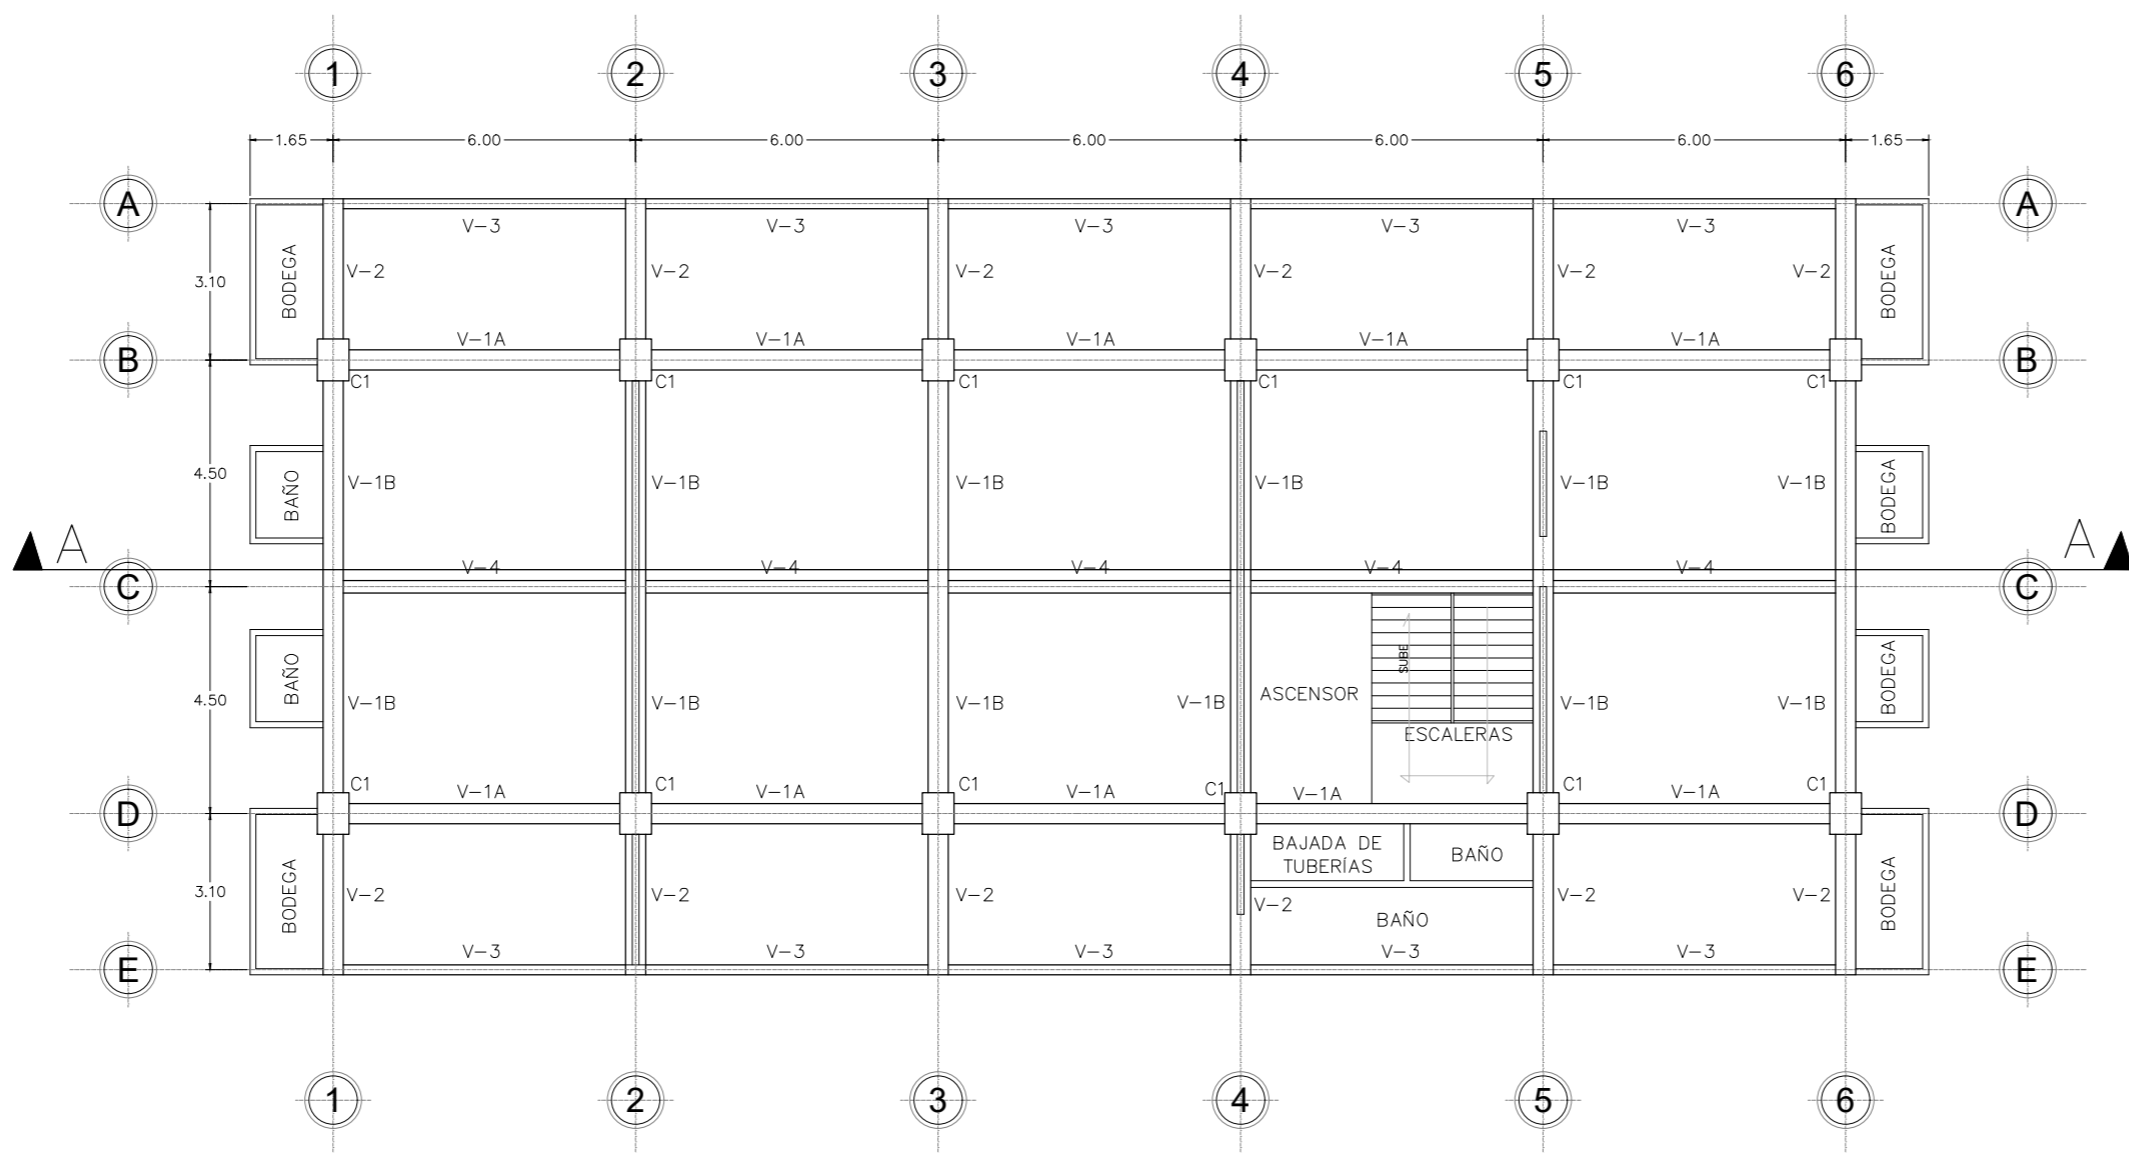 1 2 3 4 5 6
1.65 6.00 6.00 6.00 6.00 6.00 1.65
A A
V-3 V-3 V-3 V-3 V-3
BODEGA V-2 V-2 V-2 V-2 V-2 V-2 BODEGA
3.10
V-1A V-1A V-1A V-1A V-1A
B B
C1 C1 C1 C1 C1 C1
4.50
BAÑO V-1B V-1B V-1B V-1B V-1B V-1B BODEGA
A A
V-4 V-4 V-4 V-4 V-4
C C
SUBE
BAÑO BODEGA
4.50 V-1B V-1B V-1B V-1B ASCENSOR V-1B V-1B
ESCALERAS
C1 C1 C1 C1 C1 C1
V-1A V-1A V-1A V-1A V-1A
D D
BAJADA DE
TUBERÍAS
BAÑO
3.10 BODEGA V-2 V-2 V-2 V-2 V-2 V-2 BODEGA
BAÑO
V-3 V-3 V-3 V-3 V-3
E E
1 2 3 4 5 6